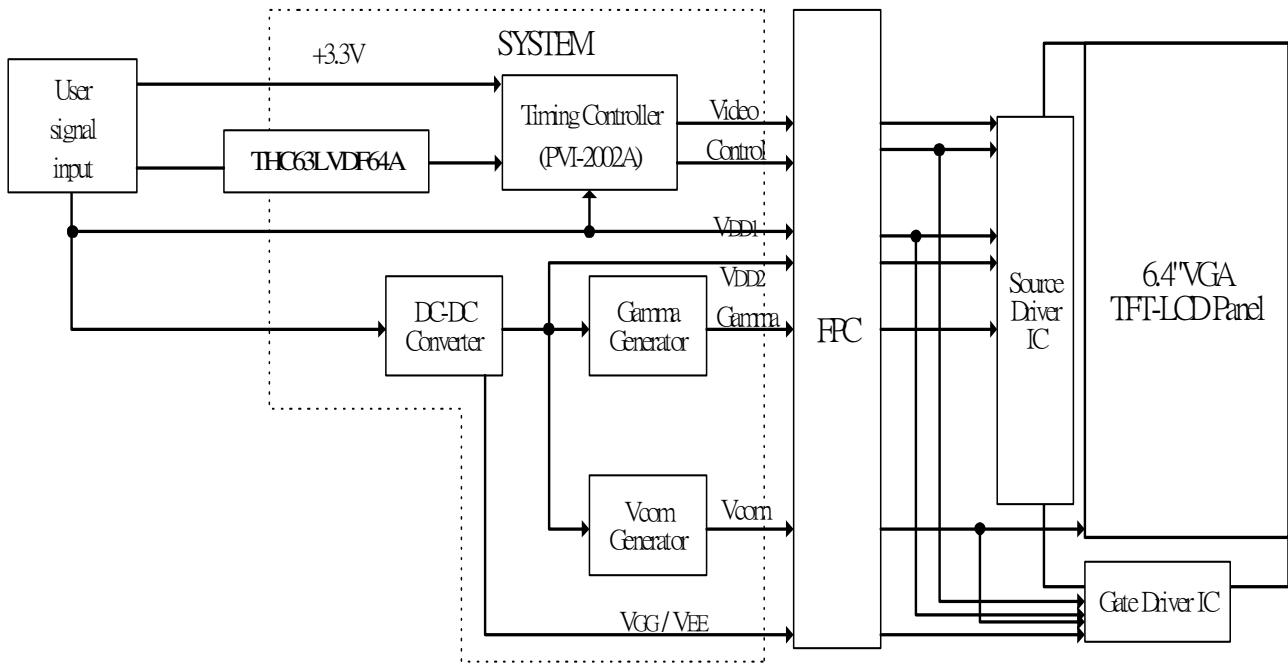 SYSTEM
+3.3V
User
signal
input
Timing Controller
(PVI-2002A)
Video
THC63LVDF64A
Control
VDD1
VDD2
DC-DC
Converter
Gamma
Generator
Gamma
FPC
Source
Driver
IC
6.4"VGA
TFT-LCD Panel
Vcom
Generator
Vcom
Gate Driver IC
VGG / VEE